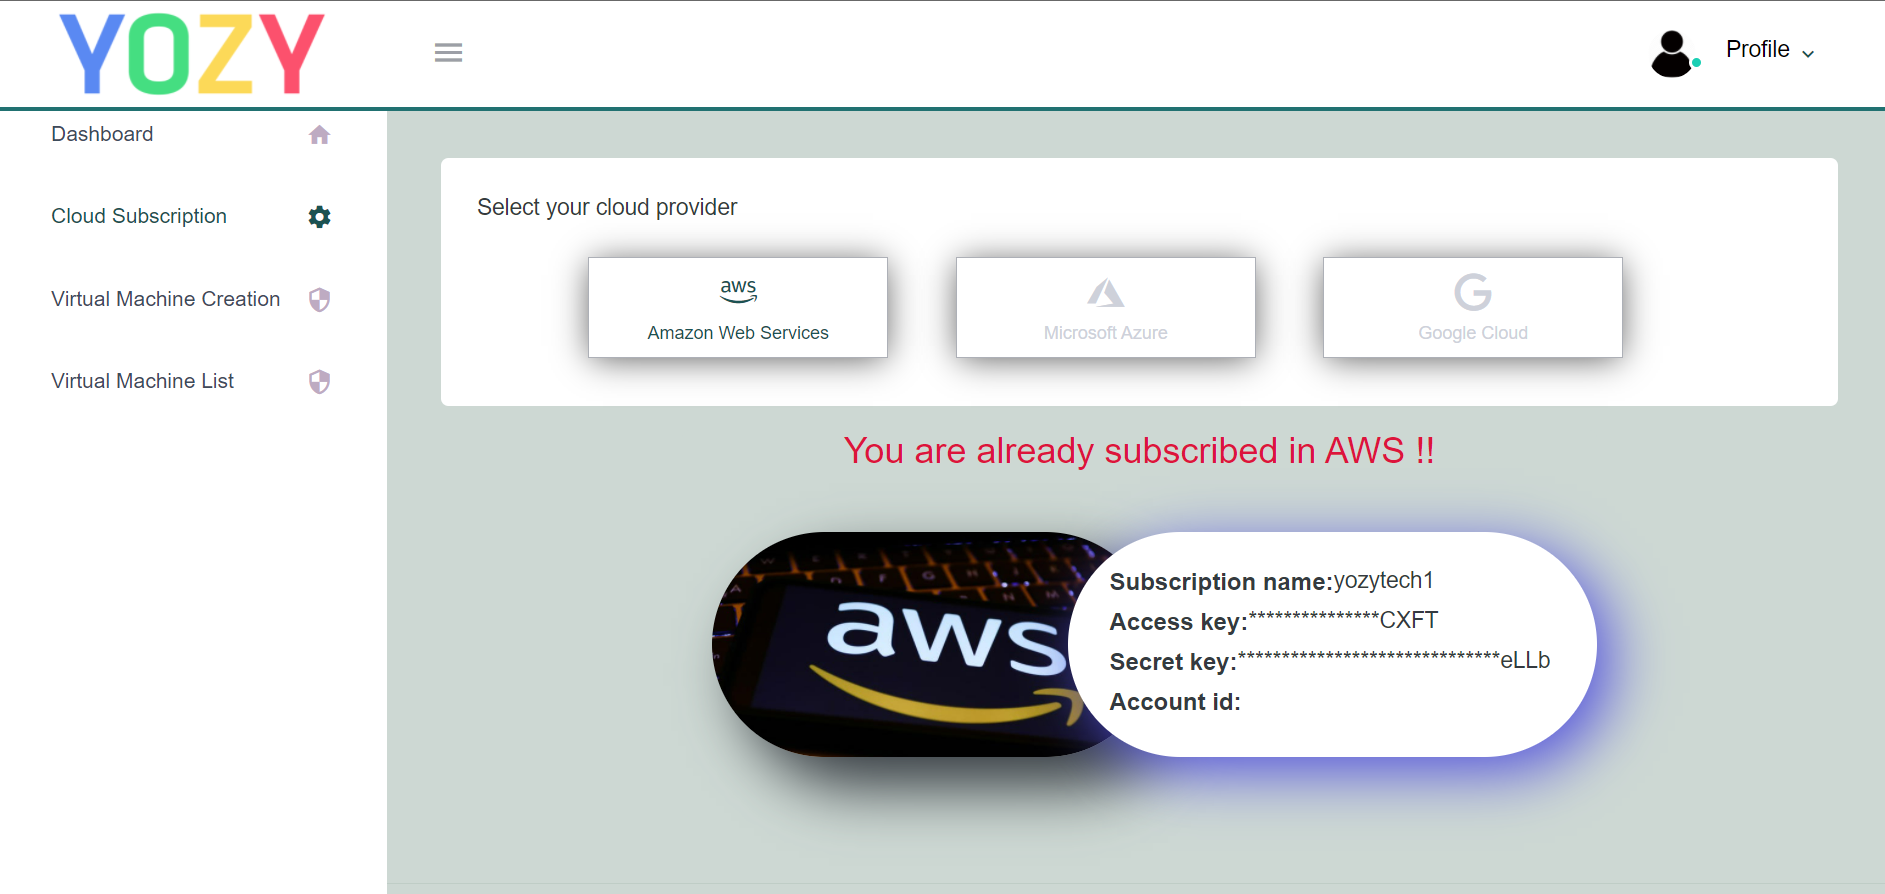 YOZY
Profile
Dashboard
Cloud Subscription
Virtual Machine Creation
Virtual Machine List
Select your cloud provider
aws
Amazon Web Services
Microsoft Azure
Google Cloud
You are already subscribed in AWS !!
aws
Subscription name:yozytech1
Access key:***************CXFT
Secret key:******************************eLLb
Account id: